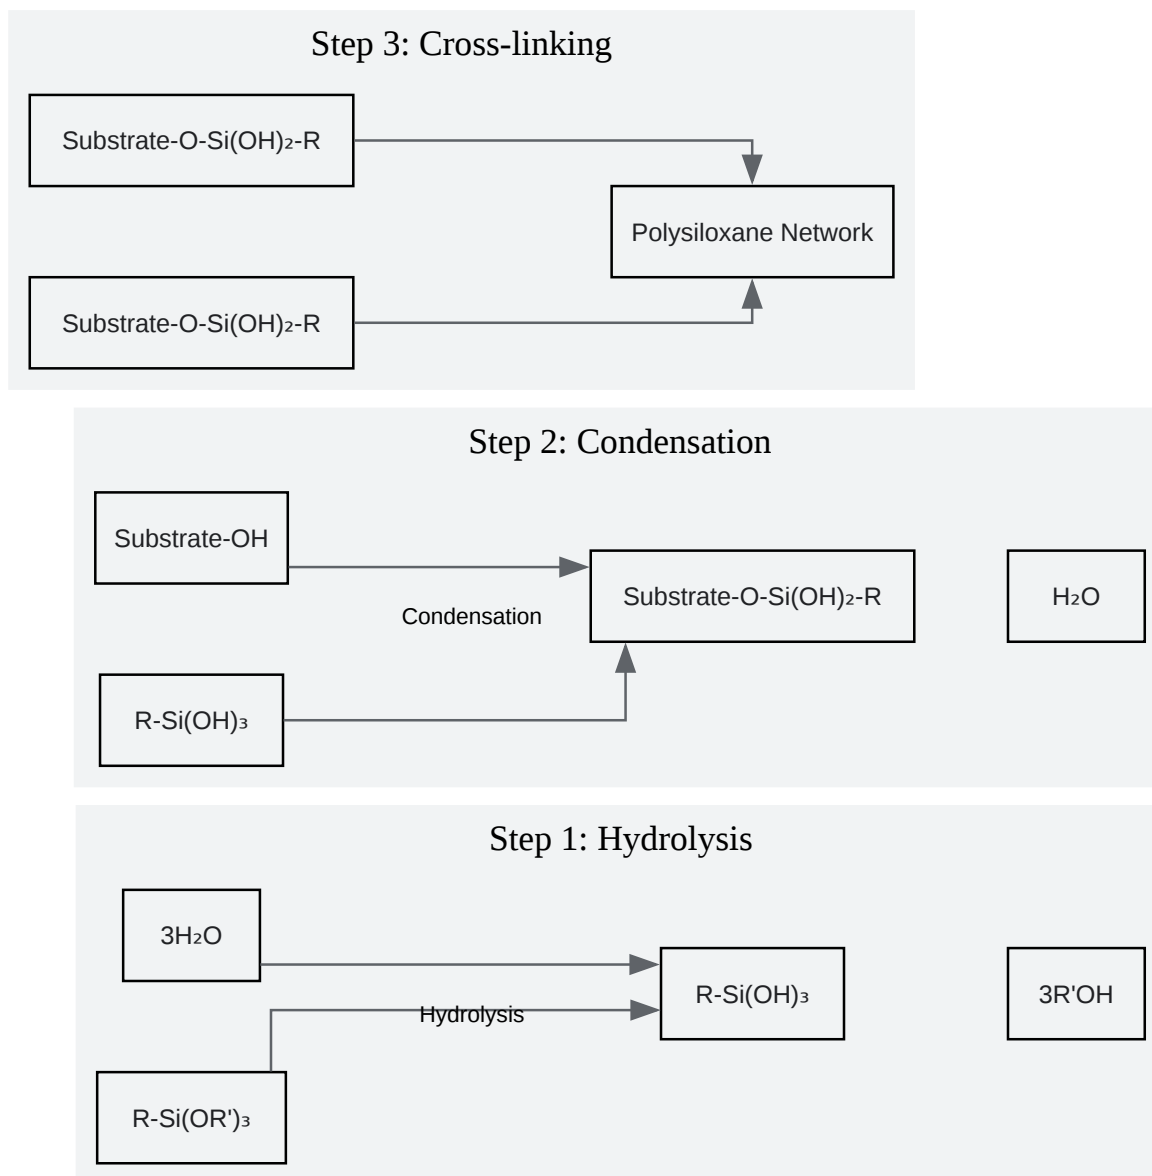 Step 3: Cross-linking
Substrate-O-Si(OH)₂-R
Polysiloxane Network
Substrate-O-Si(OH)₂-R
Step 2: Condensation
Substrate-OH
Substrate-O-Si(OH)₂-R
H₂O
Condensation
R-Si(OH)₃
Step 1: Hydrolysis
3H₂O
R-Si(OH)₃
3R'OH
Hydrolysis
R-Si(OR')₃